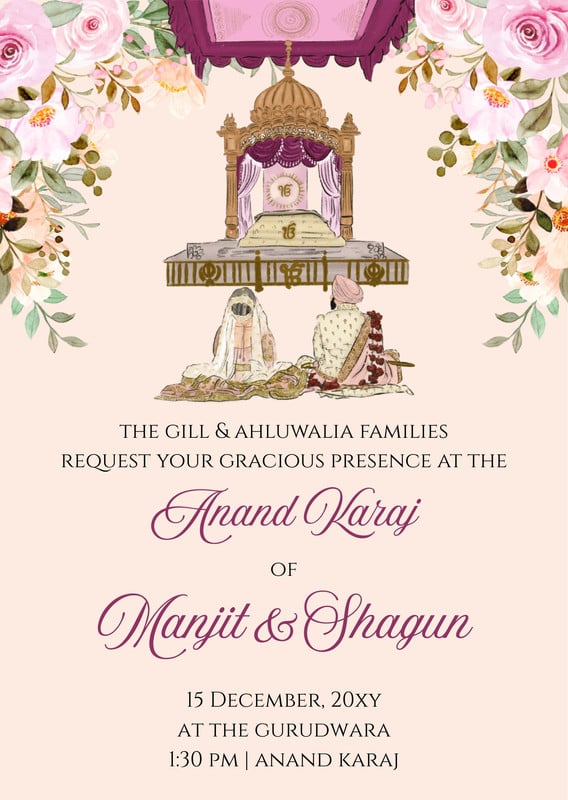 ੴ
ੴ
ੴ
THE GILL & AHLUWALIA FAMILIES
REQUEST YOUR GRACIOUS PRESENCE AT THE
Anand Karaj
OF
Manjit & Shagun
15 DECEMBER, 20XY
AT THE GURUDWARA
1:30 PM | ANAND KARAJ